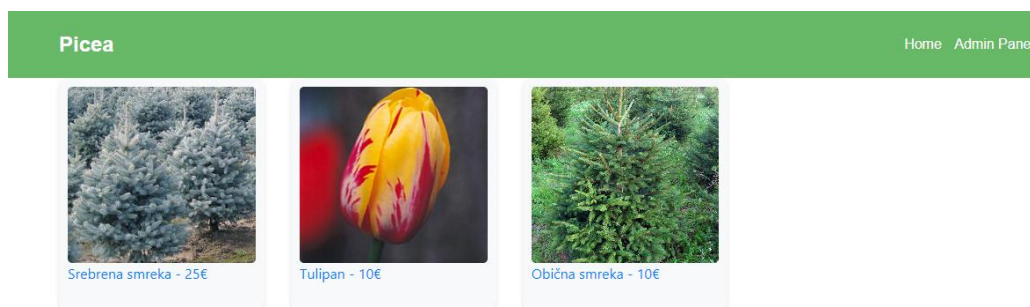 Picea
Home Admin Pane
Srebrena smreka - 25€
Tulipan - 10€
Obična smreka - 10€